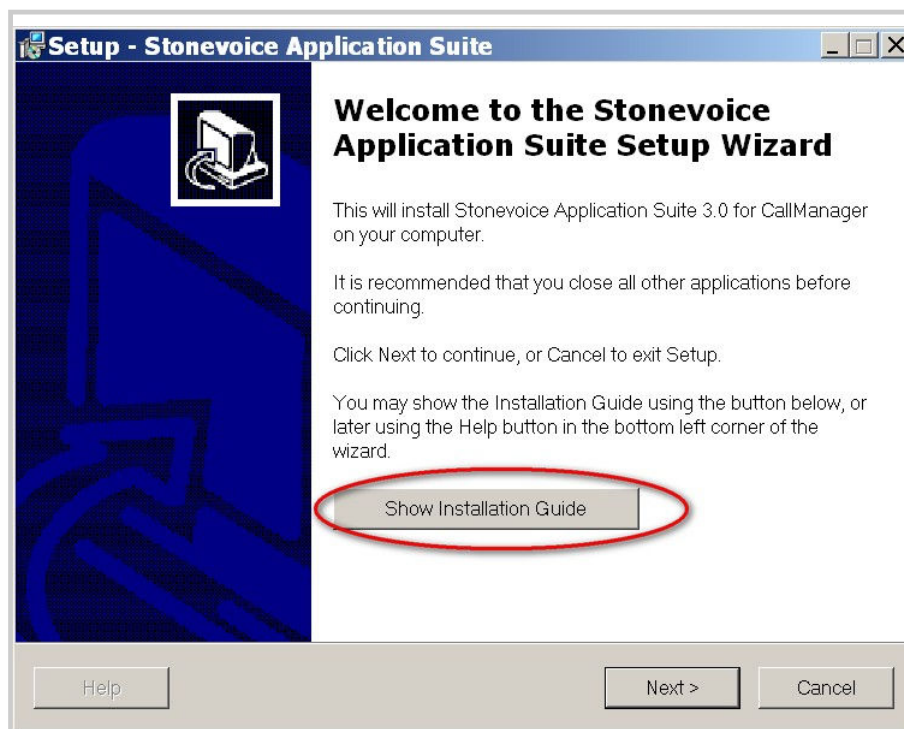 Setup - Stonevoice Application Suite
Welcome to the Stonevoice
Application Suite Setup Wizard
This will install Stonevoice Application Suite 3.0 for CallManager
on your computer.
It is recommended that you close all other applications before
continuing.
Click Next to continue, or Cancel to exit Setup.
You may show the Installation Guide using the button below, or
later using the Help button in the bottom left corner of the
wizard.
Show Installation Guide
Help
Next >
Cancel